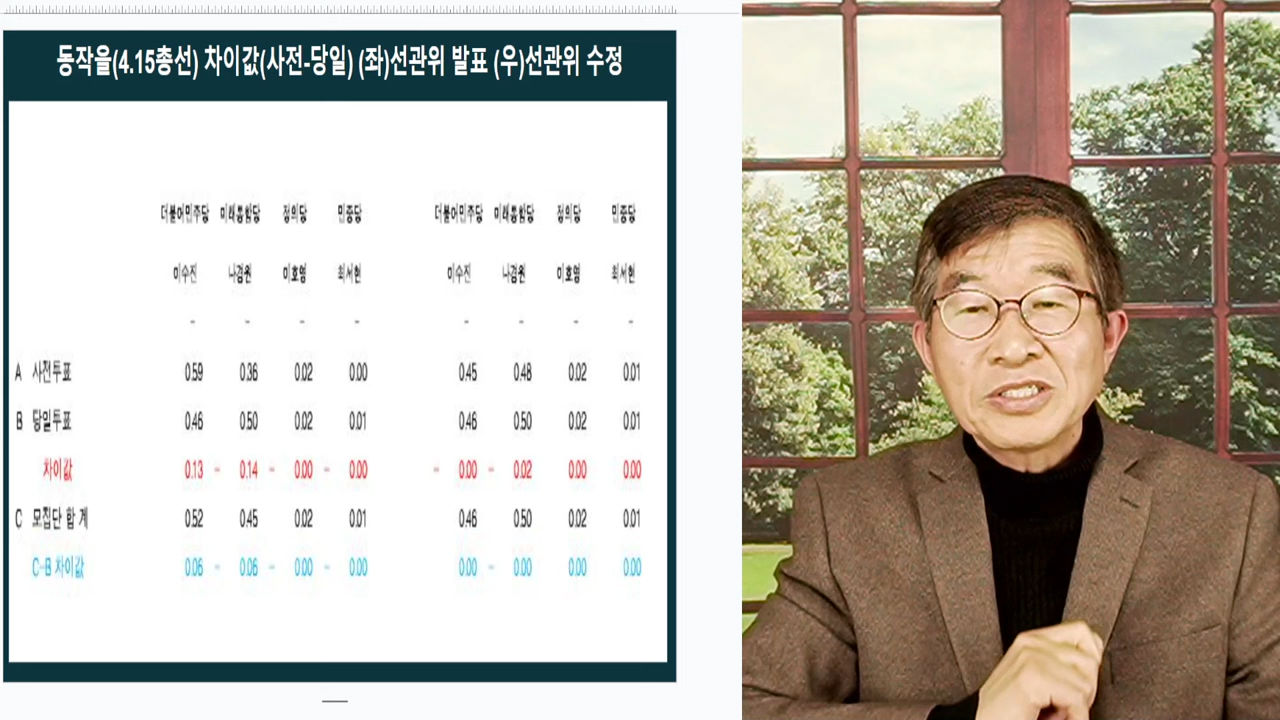 동작을(4.15총선) 차이값(사전-당일) (좌)선관위 발표 (우)선관위 수정
더불어민주당 미래통합당 정의당 민중당 더불어민주당 미래통합당 정의당 민중당
이수진 나경원 이호영 최서현 이수진 나경원 이호영 최서현
- - - - - - - -
A 사전투표 0.59 0.36 0.02 0.00 0.45 0.48 0.02 0.01
B 당일투표 0.46 0.50 0.02 0.01 0.46 0.50 0.02 0.01
차이값 0.13 - 0.14 - 0.00 - 0.00 - 0.00 - 0.02 0.00 0.00
C 모집단 합 계 0.52 0.45 0.02 0.01 0.46 0.50 0.02 0.01
C-B 차이값 0.06 - 0.06 - 0.00 - 0.00 0.00 - 0.00 0.00 0.00